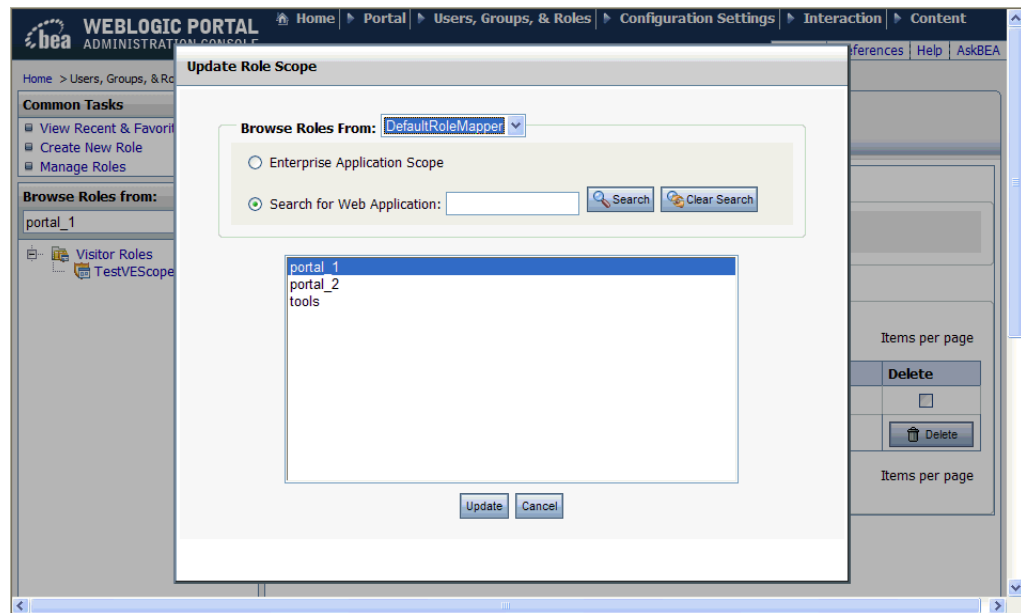 bea WEBLOGIC PORTAL
ADMINISTRATION CONSOLE
Home Portal Users, Groups, & Roles Configuration Settings Interaction Content
ferences Help AskBEA
Home > Users, Groups, & Ro
Common Tasks
View Recent & Favorit
Create New Role
Manage Roles
Browse Roles from:
portal_1
Visitor Roles
TestVEScope
Update Role Scope
Browse Roles From: DefaultRoleMapper
Enterprise Application Scope
Search for Web Application: Search Clear Search
portal_1
portal_2
tools
Update Cancel
Items per page
Delete
Delete
Items per page